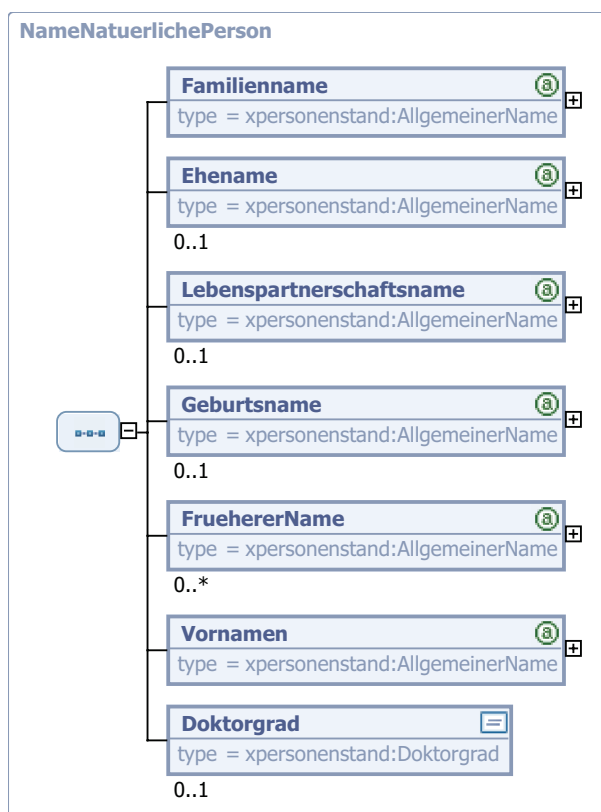 NameNatuerlichePerson
Familienname
type = xpersonenstand:AllgemeinerName
Ehename
type = xpersonenstand:AllgemeinerName
0..1
Lebenspartnerschaftsname
type = xpersonenstand:AllgemeinerName
0..1
Geburtsname
type = xpersonenstand:AllgemeinerName
0..1
FruehererName
type = xpersonenstand:AllgemeinerName
0..*
Vornamen
type = xpersonenstand:AllgemeinerName
Doktorgrad
type = xpersonenstand:Doktorgrad
0..1